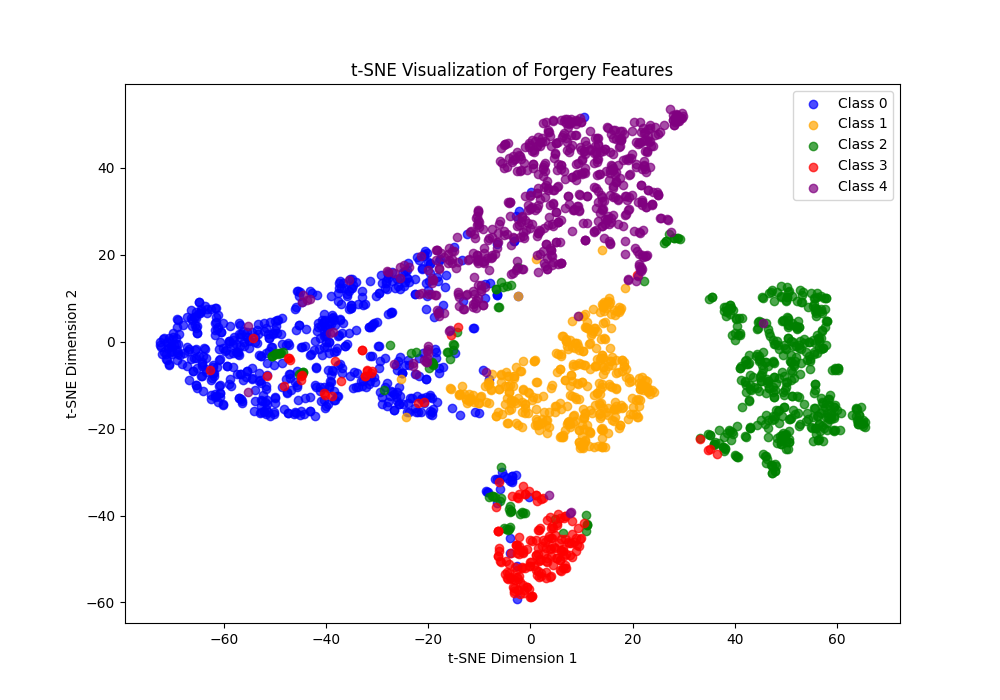 t-SNE Visualization of Forgery Features
Class 0
Class 1
Class 2
Class 3
Class 4
t-SNE Dimension 2
40
20
0
−20
−40
−60
−60
−40
−20
0
20
40
60
t-SNE Dimension 1